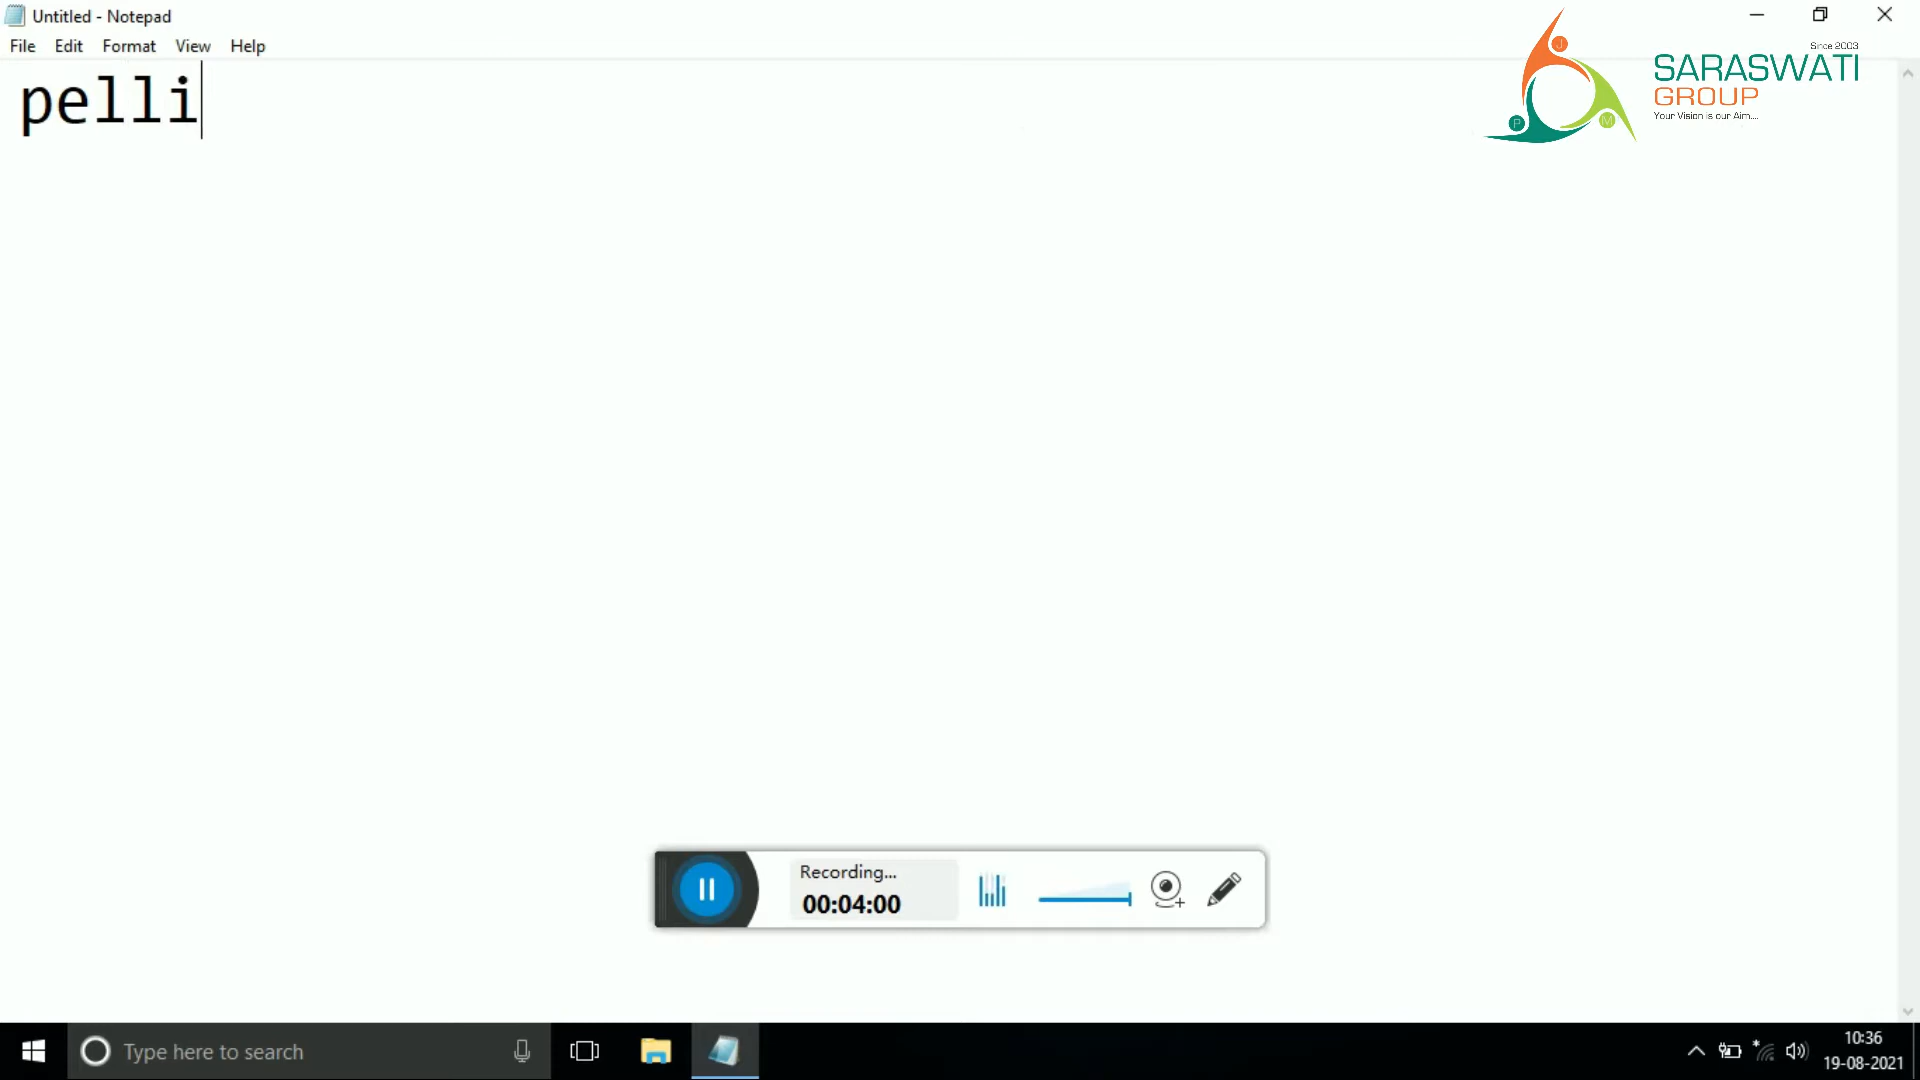 Untitled - Notepad
File Edit Format View Help
pelli
Since 2003
SARASWATI
GROUP
Your Vision is our Aim....
J
P
M
Recording...
00:04:00
Type here to search
10:36
19-08-2021